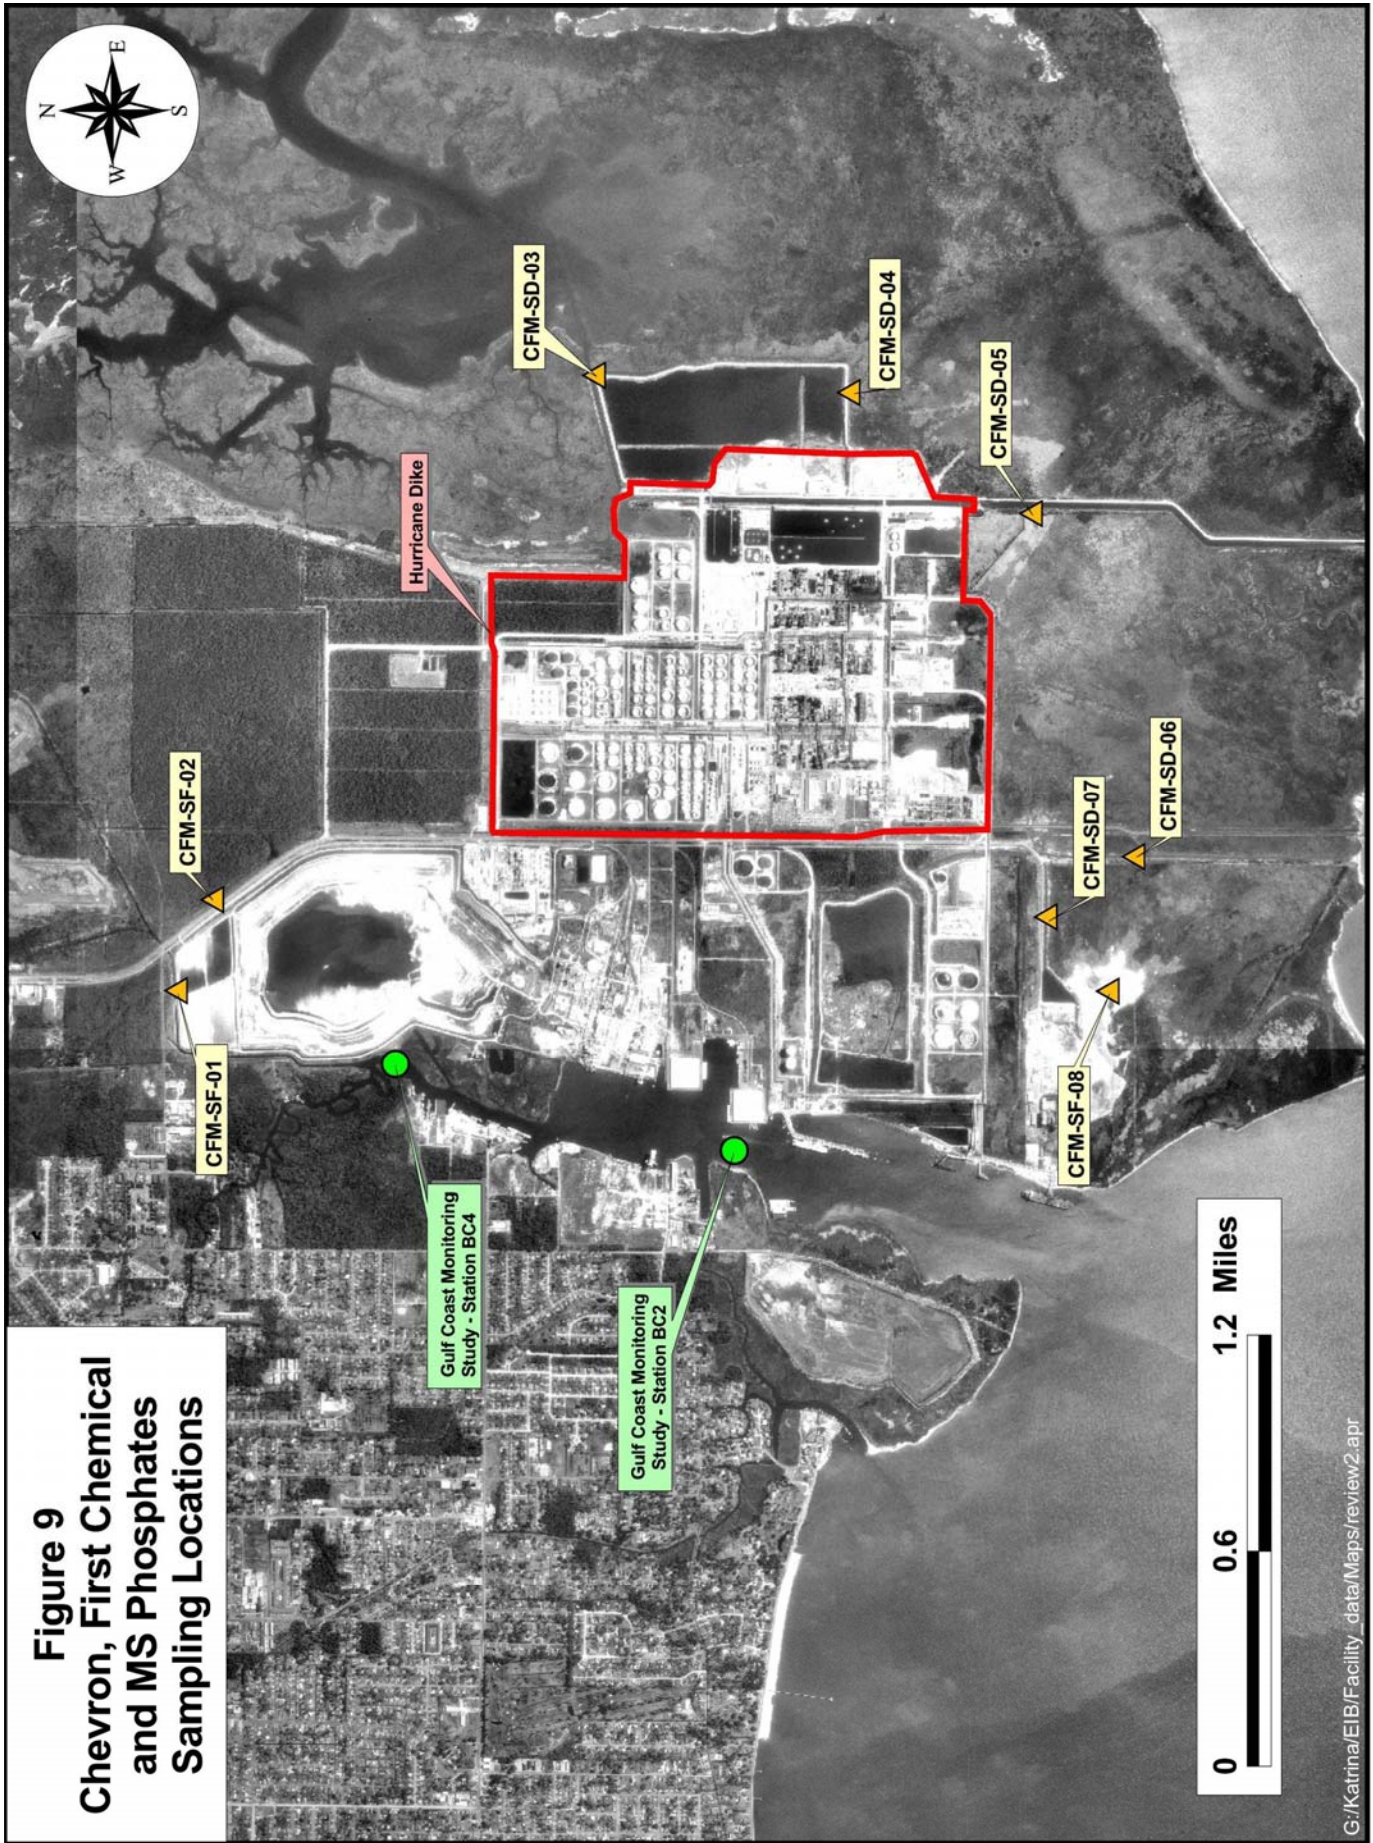 Figure 9
Chevron, First Chemical
and MS Phosphates
Sampling Locations
N
E
S
W
CFM-SF-01
CFM-SF-02
CFM-SD-03
CFM-SD-04
CFM-SD-05
CFM-SD-06
CFM-SD-07
CFM-SF-08
Hurricane Dike
Gulf Coast Monitoring
Study - Station BC4
Gulf Coast Monitoring
Study - Station BC2
0 0.6 1.2 Miles
G:/Katrina/EIB/Facility_data/Maps/review2.apr